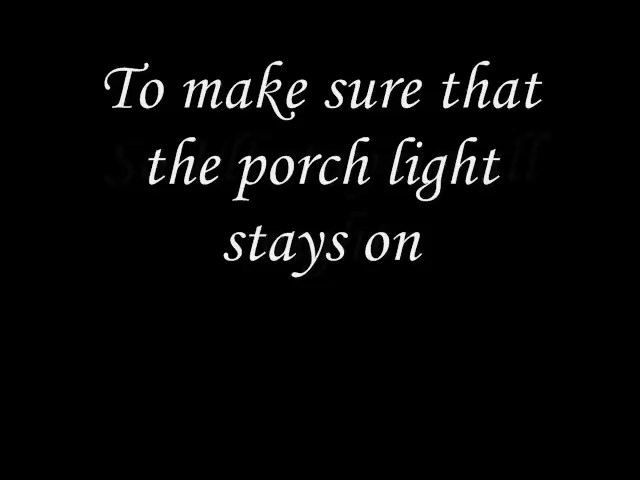 To make sure that
the porch light
stays on